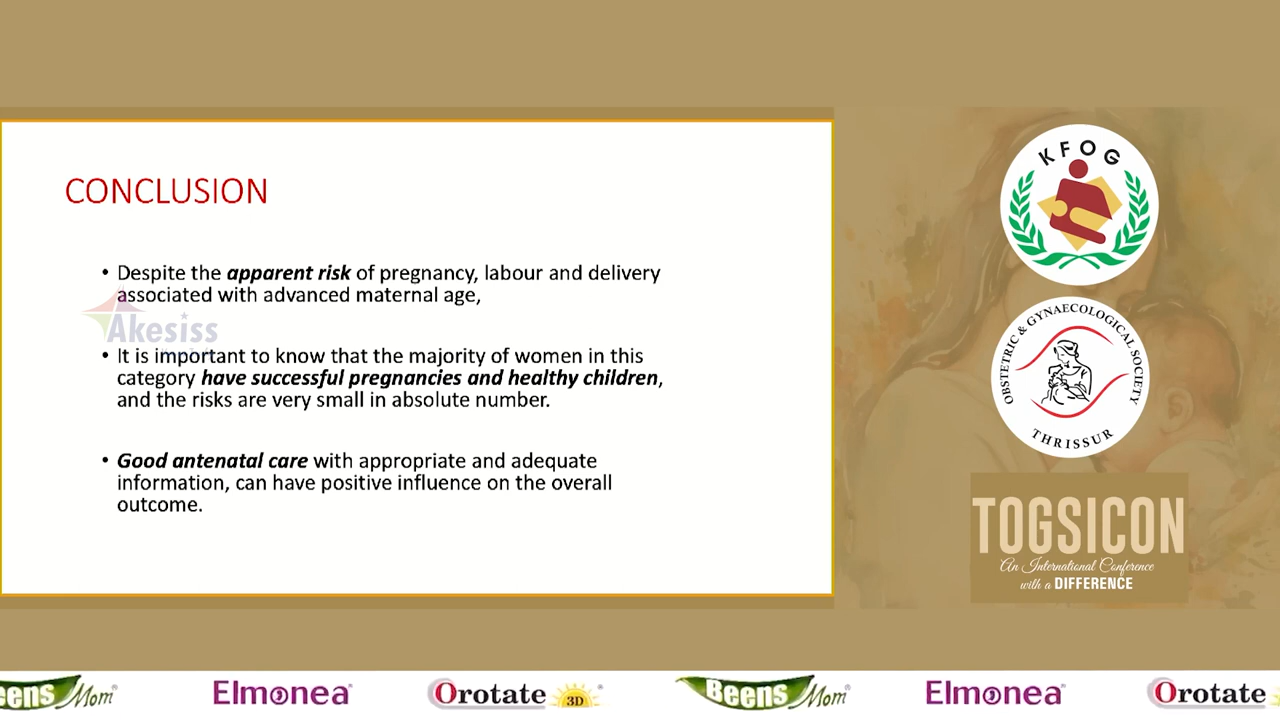 CONCLUSION
• Despite the apparent risk of pregnancy, labour and delivery
associated with advanced maternal age,
Akesiss
• It is important to know that the majority of women in this
category have successful pregnancies and healthy children,
and the risks are very small in absolute number.
• Good antenatal care with appropriate and adequate
information, can have positive influence on the overall
outcome.
KFOG
OBSTETRIC & GYNAECOLOGICAL SOCIETY
THRISSUR
TOGSICON
An International Conference
with a DIFFERENCE
eens Mom Elmonea Orotate 3D Beens Mom Elmonea Orotate